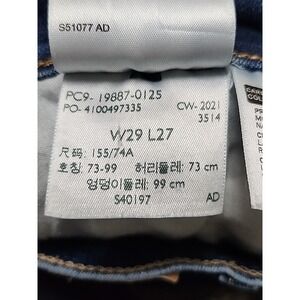 S51077 AD
PC9- 19887-0125
PO- 4100497335 CW- 2021
3514
W29 L27
尺码: 155/74A
호칭: 73-99 허리둘레: 73 cm
엉덩이둘레: 99 cm
S40197 AD